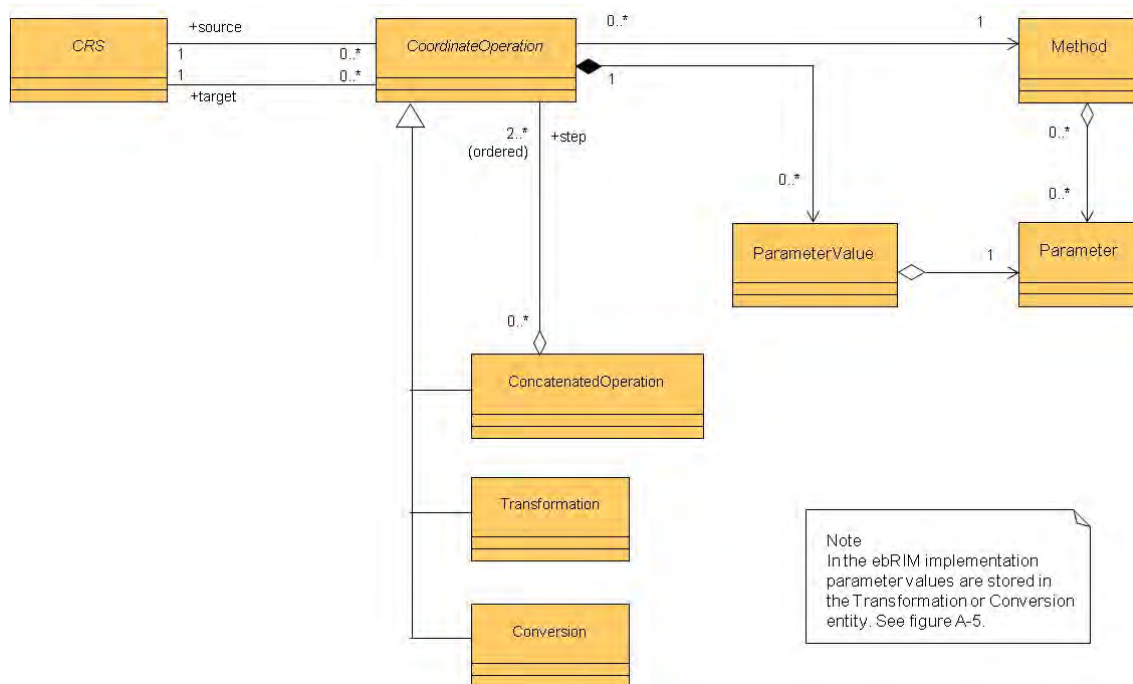 CRS
+source
1
0..*
1
0..*
+target
CoordinateOperation
0..*
1
Method
1
0..*
0..*
0..*
2..*
(ordered)
+step
ParameterValue
1
Parameter
0..*
ConcatenatedOperation
Transformation
Conversion
Note
In the ebRIM implementation
parameter values are stored in
the Transformation or Conversion
entity. See figure A-5.